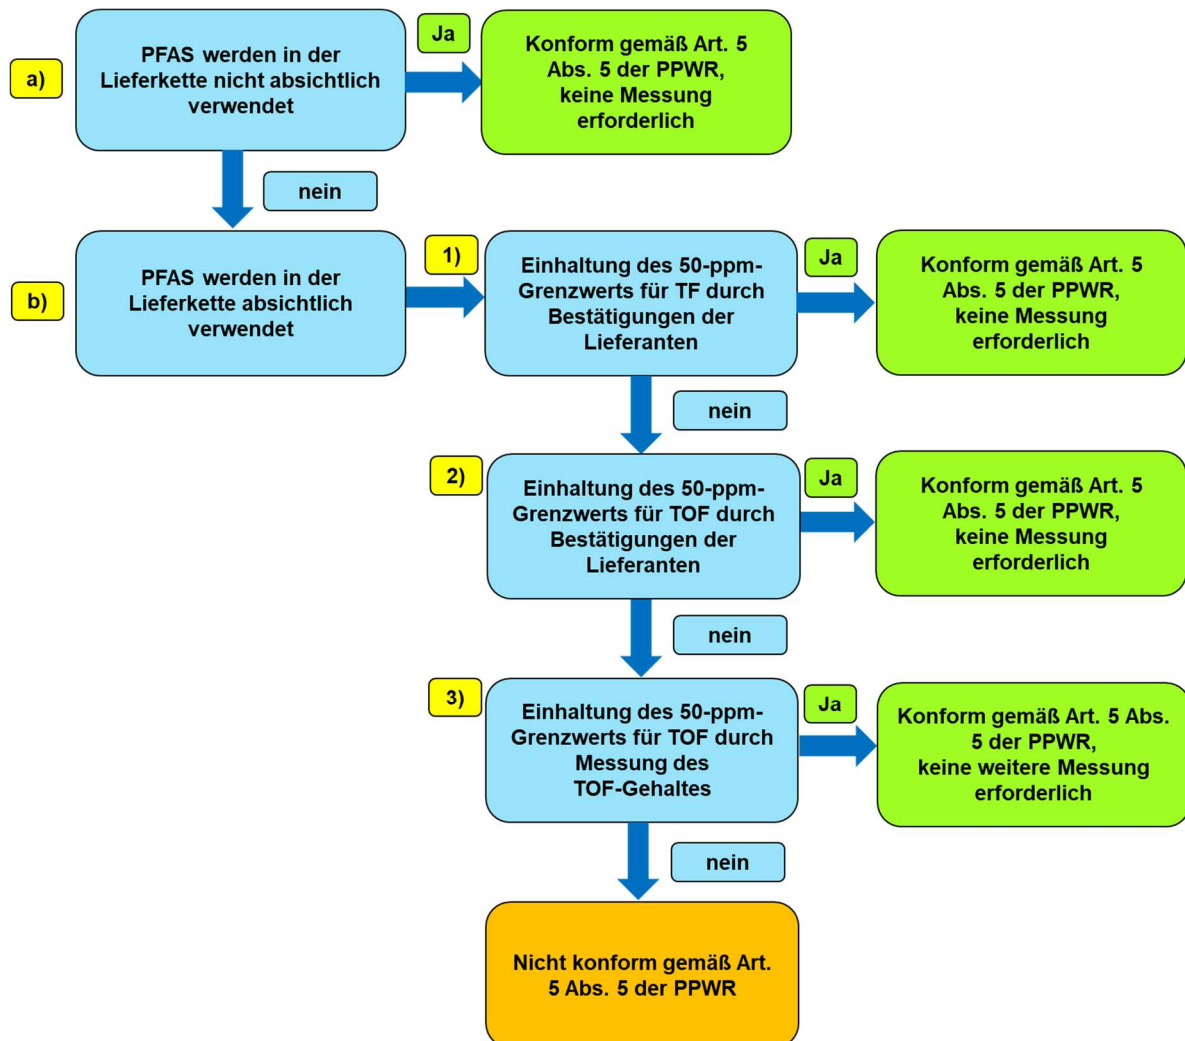 a)
PFAS werden in der
Lieferkette nicht absichtlich
verwendet
Ja
Konform gemäß Art. 5
Abs. 5 der PPWR,
keine Messung
erforderlich
nein
b)
PFAS werden in der
Lieferkette absichtlich
verwendet
1)
Einhaltung des 50-ppm-
Grenzwerts für TF durch
Bestätigungen der
Lieferanten
Ja
Konform gemäß Art. 5
Abs. 5 der PPWR,
keine Messung
erforderlich
nein
2)
Einhaltung des 50-ppm-
Grenzwerts für TOF durch
Bestätigungen der
Lieferanten
Ja
Konform gemäß Art. 5
Abs. 5 der PPWR,
keine Messung
erforderlich
nein
3)
Einhaltung des 50-ppm-
Grenzwerts für TOF durch
Messung des
TOF-Gehaltes
Ja
Konform gemäß Art. 5 Abs.
5 der PPWR,
keine weitere Messung
erforderlich
nein
Nicht konform gemäß Art.
5 Abs. 5 der PPWR